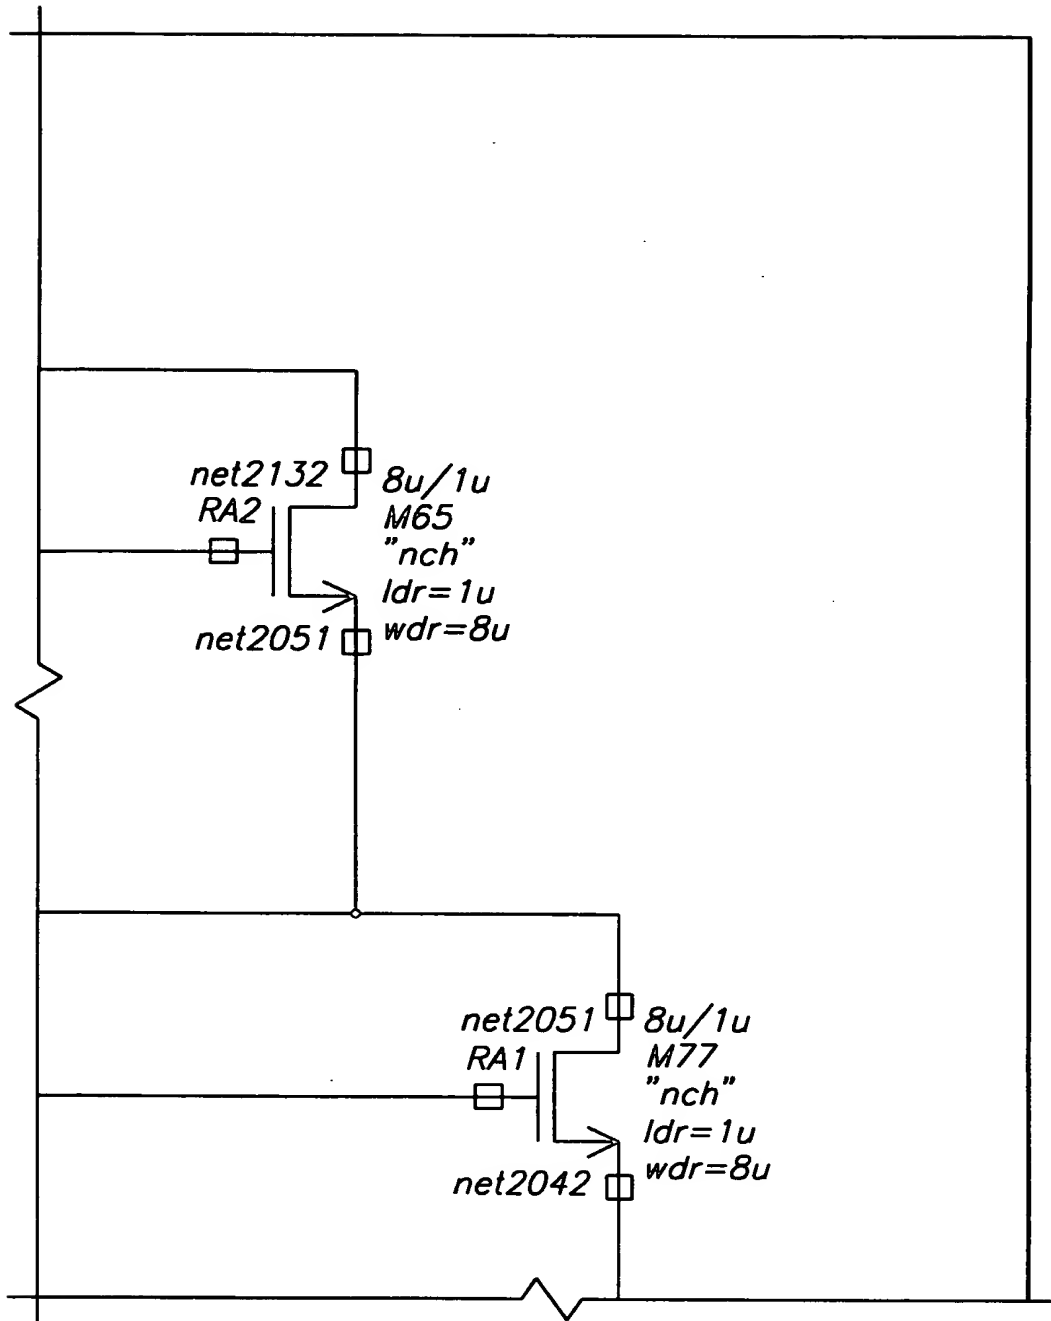 net2132
8u/1u
RA2
M65
"nch"
ldr=1u
net2051
wdr=8u
net2051
8u/1u
RA1
M77
"nch"
ldr=1u
net2042
wdr=8u